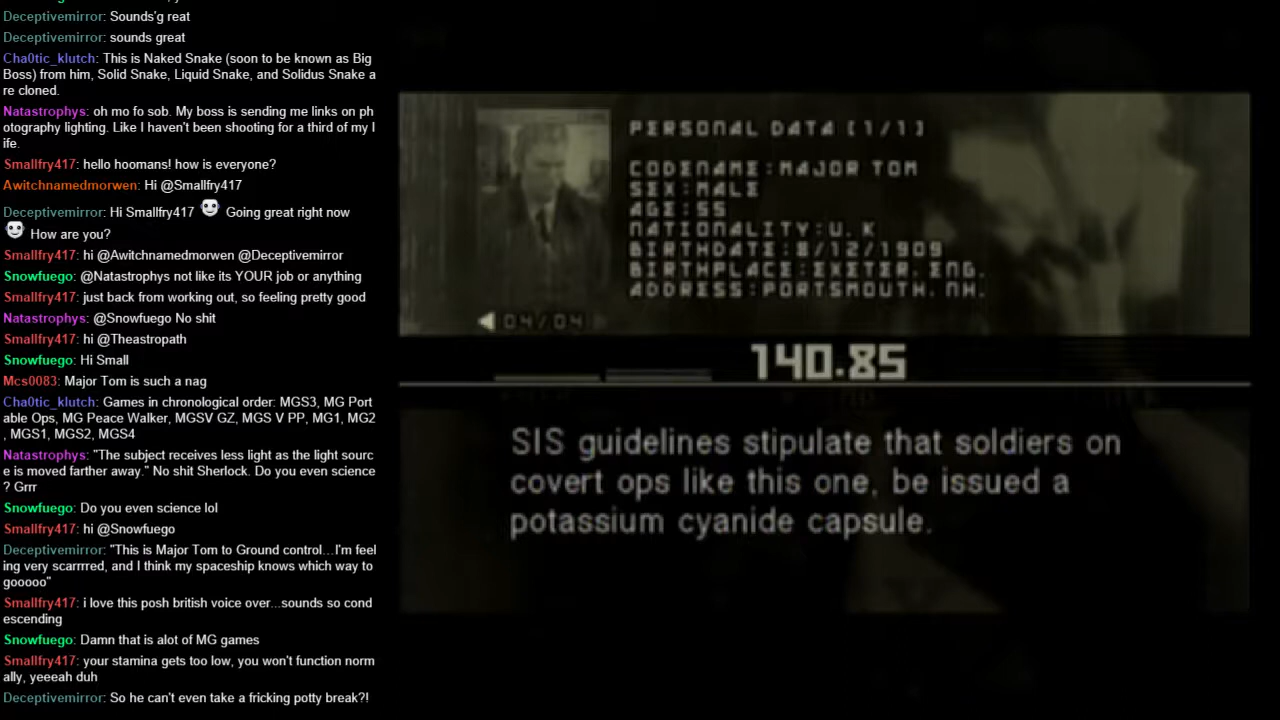 Deceptivemirror: Sounds'g reat
Deceptivemirror: sounds great
Cha0tic_klutch: This is Naked Snake (soon to be known as Big
Boss) from him, Solid Snake, Liquid Snake, and Solidus Snake a
re cloned.
Natastrophys: oh mo fo sob. My boss is sending me links on ph
otography lighting. Like I haven't been shooting for a third of my l
ife.
Smallfry417: hello hoomans! how is everyone?
Awitchnamedmorwen: Hi @Smallfry417
Deceptivemirror: Hi Smallfry417 Going great right now
How are you?
Smallfry417: hi @Awitchnamedmorwen @Deceptivemirror
Snowfuego: @Natastrophys not like its YOUR job or anything
Smallfry417: just back from working out, so feeling pretty good
Natastrophys: @Snowfuego No shit
Smallfry417: hi @Theastropath
Snowfuego: Hi Small
Mcs0083: Major Tom is such a nag
Cha0tic_klutch: Games in chronological order: MGS3, MG Port
able Ops, MG Peace Walker, MGSV GZ, MGS V PP, MG1, MG2
, MGS1, MGS2, MGS4
Natastrophys: "The subject receives less light as the light sourc
e is moved farther away." No shit Sherlock. Do you even science
? Grrr
Snowfuego: Do you even science lol
Smallfry417: hi @Snowfuego
Deceptivemirror: "This is Major Tom to Ground control…I'm feel
ing very scarrrred, and I think my spaceship knows which way to
gooooo"
Smallfry417: i love this posh british voice over...sounds so cond
escending
Snowfuego: Damn that is alot of MG games
Smallfry417: your stamina gets too low, you won't function norm
ally, yeeeah duh
Deceptivemirror: So he can't even take a fricking potty break?!
PERSONAL DATA [1/1]
CODENAME:MAJOR TOM
SEX:MALE
AGE:55
NATIONALITY:U.K
BIRTHDATE:8/12/1909
BIRTHPLACE:EXETER. ENG.
ADDRESS:PORTSMOUTH. NH.
04/04
140.85
SIS guidelines stipulate that soldiers on
covert ops like this one, be issued a
potassium cyanide capsule.